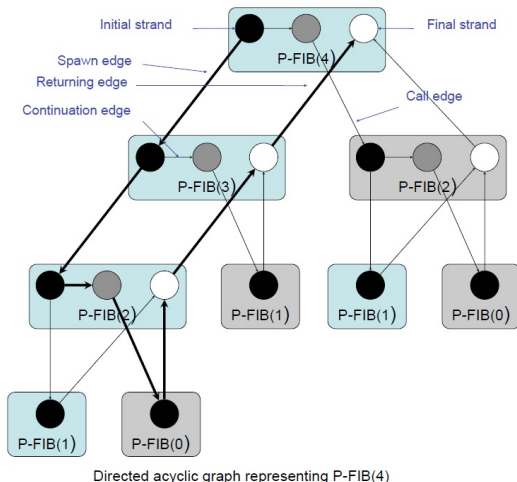 Initial strand
Final strand
P-FIB(4)
Spawn edge
Returning edge
Call edge
Continuation edge
P-FIB(3)
P-FIB(2)
P-FIB(2)
P-FIB(1)
P-FIB(1)
P-FIB(0)
P-FIB(1)
P-FIB(0)
Directed acyclic graph representing P-FIB(4)